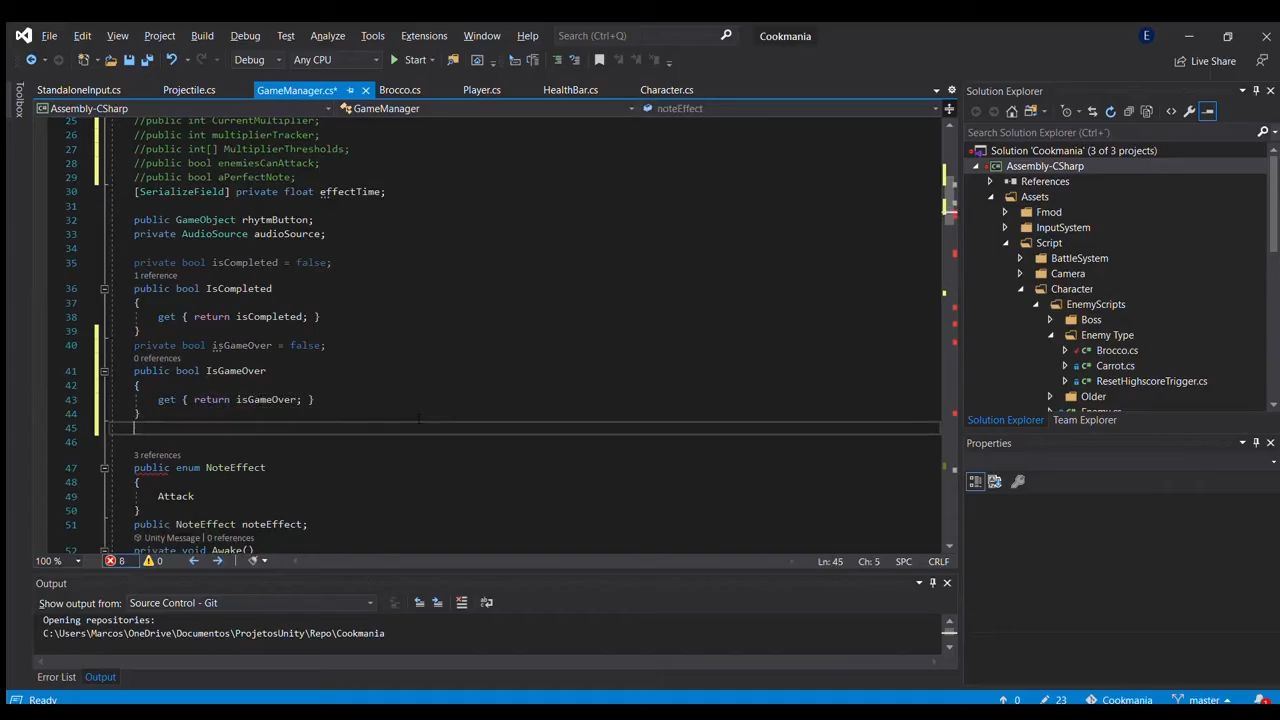 File Edit View Project Build Debug Test Analyze Tools Extensions Window Help Search (Ctrl+Q) Cookmania E
Debug Any CPU Start Live Share
Toolbox
StandaloneInput.cs Projectile.cs GameManager.cs* Brocco.cs Player.cs HealthBar.cs Character.cs
Assembly-CSharp GameManager noteEffect
25 //public int CurrentMultiplier;
26 //public int multiplierTracker;
27 //public int[] MultiplierThresholds;
28 //public bool enemiesCanAttack;
29 //public bool aPerfectNote;
30 [SerializeField] private float effectTime;
31
32 public GameObject rhytmButton;
33 private AudioSource audioSource;
34
35 private bool isCompleted = false;
1 reference
36 public bool IsCompleted
37 {
38 get { return isCompleted; }
39 }
40 private bool isGameOver = false;
0 references
41 public bool IsGameOver
42 {
43 get { return isGameOver; }
44 }
45
46
3 references
47 public enum NoteEffect
48 {
49 Attack
50 }
51 public NoteEffect noteEffect;
Unity Message | 0 references
52 private void Awake()
100 % 8 0 Ln: 45 Ch: 5 SPC CRLF
Output
Show output from: Source Control - Git
Opening repositories:
C:\Users\Marcos\OneDrive\Documentos\ProjetosUnity\Repo\Cookmania
Error List Output
Solution Explorer
Search Solution Explorer (Ctrl+´)
Solution 'Cookmania' (3 of 3 projects)
Assembly-CSharp
References
Assets
Fmod
InputSystem
Script
BattleSystem
Camera
Character
EnemyScripts
Boss
Enemy Type
Brocco.cs
Carrot.cs
ResetHighscoreTrigger.cs
Older
Enemy.cs
Solution Explorer Team Explorer
Properties
Ready 0 23 Cookmania master